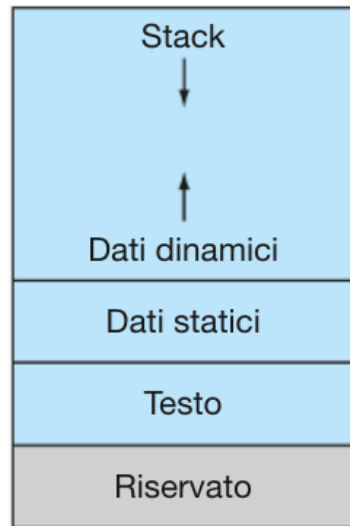 Stack
Dati dinamici
Dati statici
Testo
Riservato